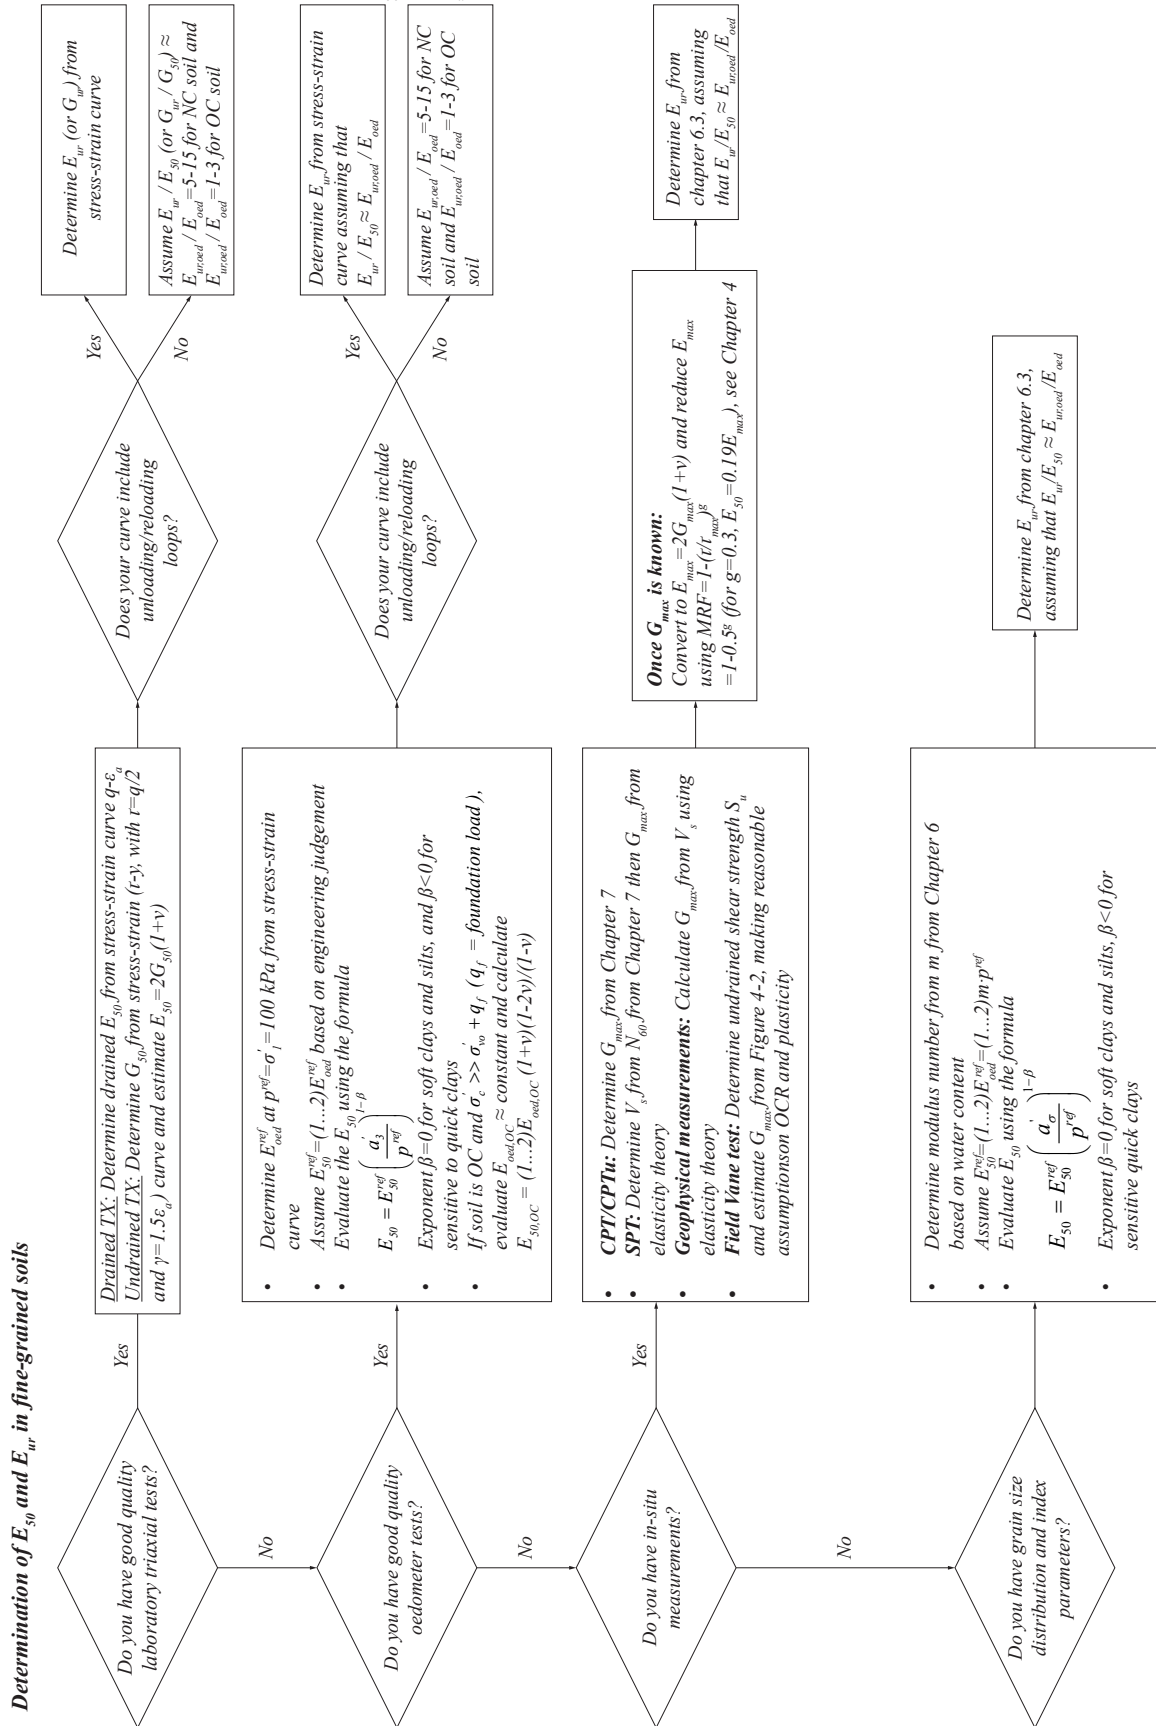 Determination of E50 and Eur in fine-grained soils
Do you have good quality
laboratory triaxial tests?
Yes
Drained TX: Determine drained E50 from stress-strain curve q-εa
Undrained TX: Determine G50 from stress-strain (τ-y, with τ=q/2
and γ=1.5εa) curve and estimate E50=2G50(1+ν)
Does your curve include
unloading/reloading
loops?
Yes
Determine Eur (or Gur) from
stress-strain curve
No
Assume Eur / E50 (or Gur / G50) ≈
Eur,oed / Eoed=5-15 for NC soil and
Eur,oed / Eoed=1-3 for OC soil
No
Do you have good quality
oedometer tests?
Yes
• Determine E^ref_oed at p^ref=σ'1=100 kPa from stress-strain
curve
• Assume E^ref_50=(1...2)E^ref_oed based on engineering judgement
• Evaluate the E50 using the formula
E50 = E^ref_50 (a'3 / p^ref)^1-β
• Exponent β=0 for soft clays and silts, and β<0 for
sensitive to quick clays
• If soil is OC and σ'c >> σ'vo + qf (qf = foundation load),
evaluate Eoed,OC ≈ constant and calculate
E50,OC = (1...2)Eoed,OC (1+ν)(1-2ν)/(1-ν)
Does your curve include
unloading/reloading
loops?
Yes
Determine Eur from stress-strain
curve assuming that
Eur / E50 ≈ Eur,oed / Eoed
No
Assume Eur,oed / Eoed=5-15 for NC
soil and Eur,oed / Eoed=1-3 for OC
soil
No
Do you have in-situ
measurements?
Yes
• CPT/CPTu: Determine Gmax from Chapter 7
• SPT: Determine Vs from N60 from Chapter 7 then Gmax from
elasticity theory
• Geophysical measurements: Calculate Gmax from Vs using
elasticity theory
• Field Vane test: Determine undrained shear strength Su
and estimate Gmax from Figure 4-2, making reasonable
assumptionson OCR and plasticity
Once Gmax is known:
Convert to Emax=2Gmax(1+ν) and reduce Emax
using MRF=1-(τ/τmax)^g
=1-0.5^g (for g=0.3, E50=0.19Emax), see Chapter 4
Determine Eur from
chapter 6.3, assuming
that Eur/E50 ≈ Eur,oed/Eoed
No
Do you have grain size
distribution and index
parameters?
• Determine modulus number from m from Chapter 6
based on water content
• Assume E^ref_50=(1...2)E^ref_oed=(1...2)m·p^ref
• Evaluate E50 using the formula
E50 = E^ref_50 (a'σ / p^ref)^1-β
• Exponent β=0 for soft clays and silts, β<0 for
sensitive quick clays
Determine Eur from chapter 6.3,
assuming that Eur/E50 ≈ Eur,oed/Eoed